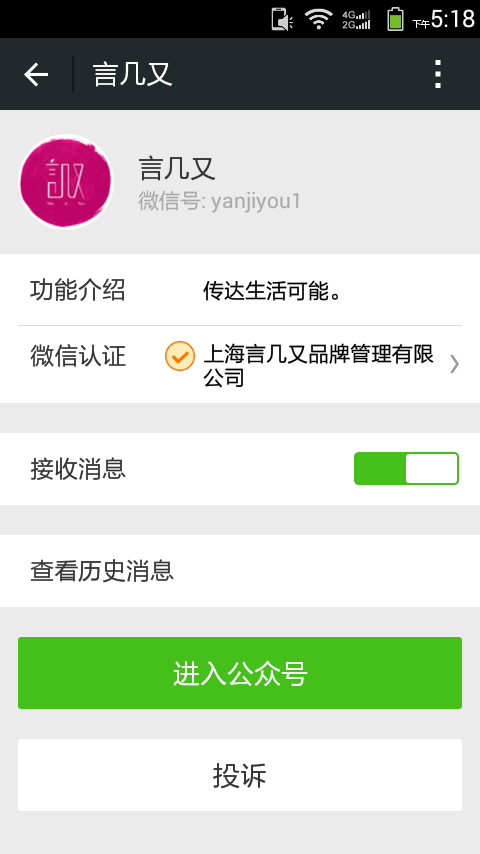 4G
2G
下午5:18
言几又
言几又
微信号: yanjiyou1
功能介绍
传达生活可能。
微信认证
上海言几又品牌管理有限
公司
接收消息
查看历史消息
进入公众号
投诉